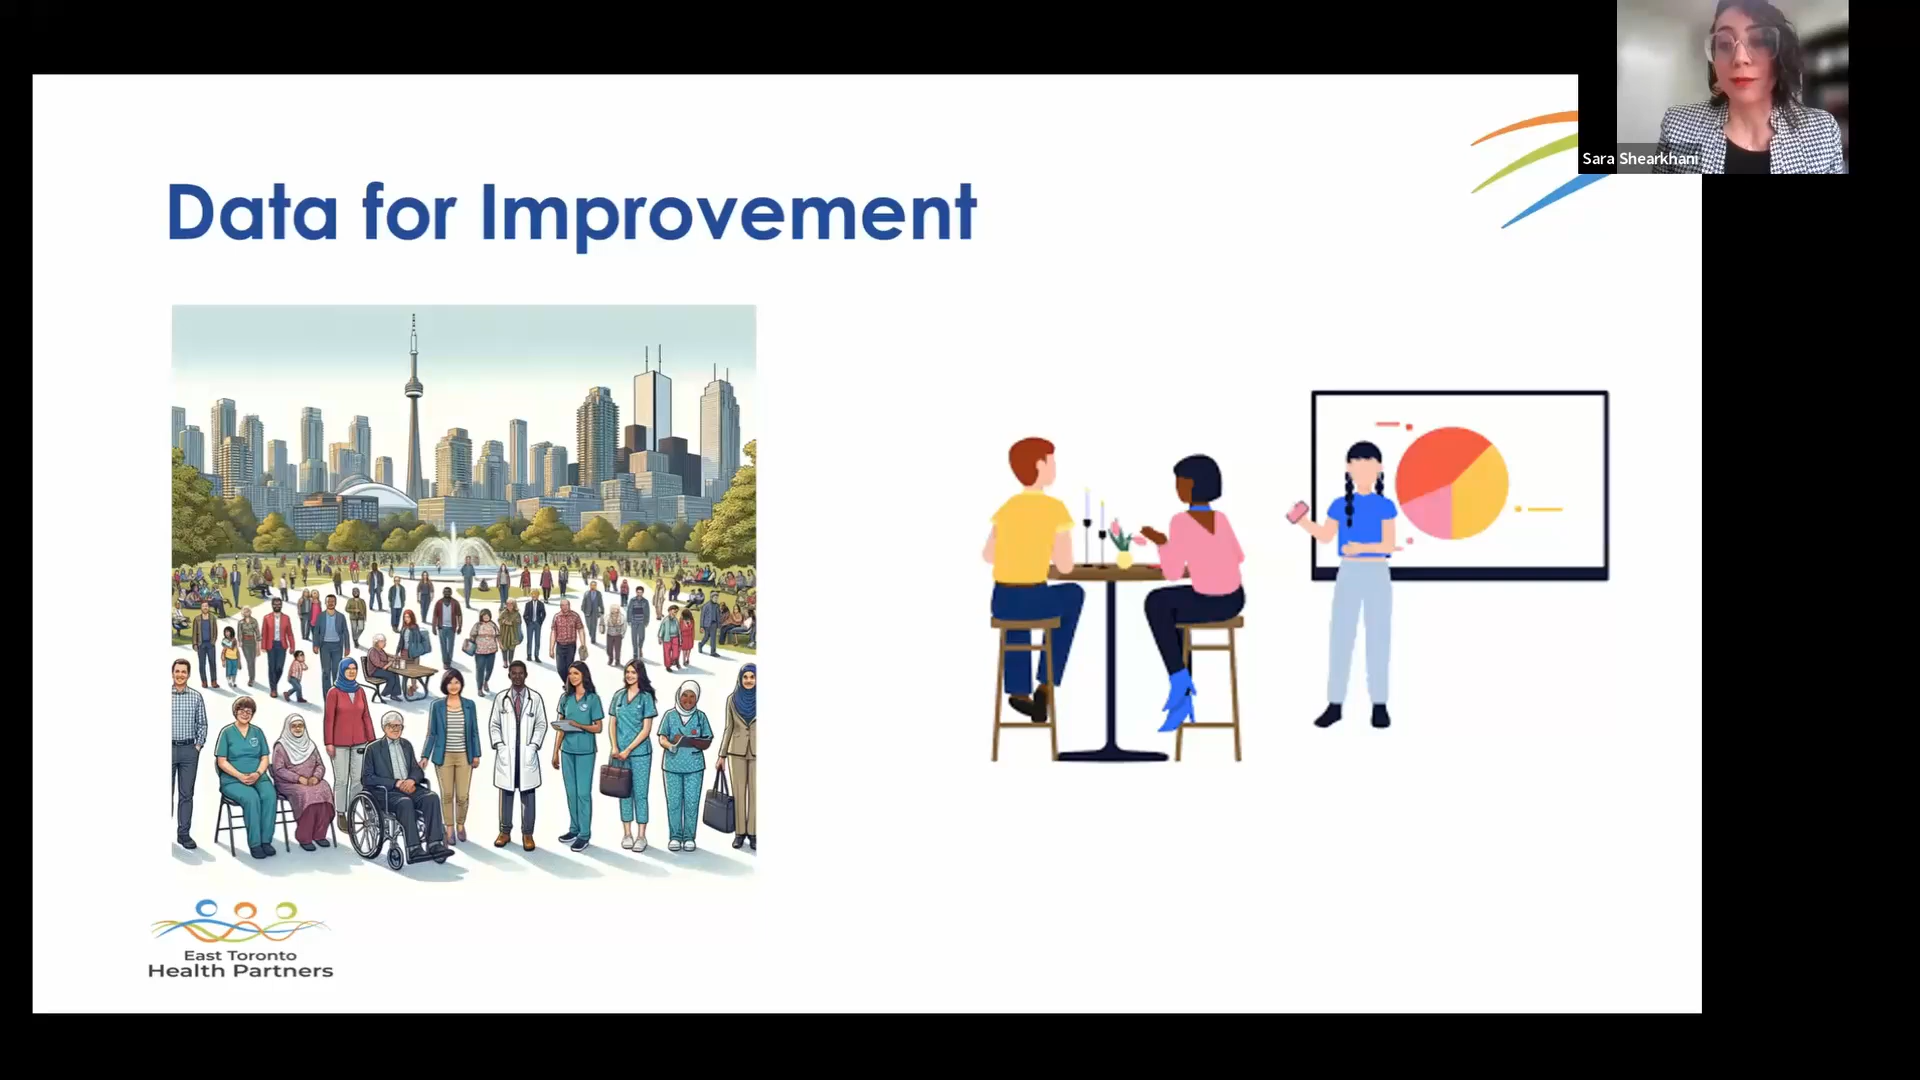 Sara Shearkhani
Data for Improvement
East Toronto
Health Partners